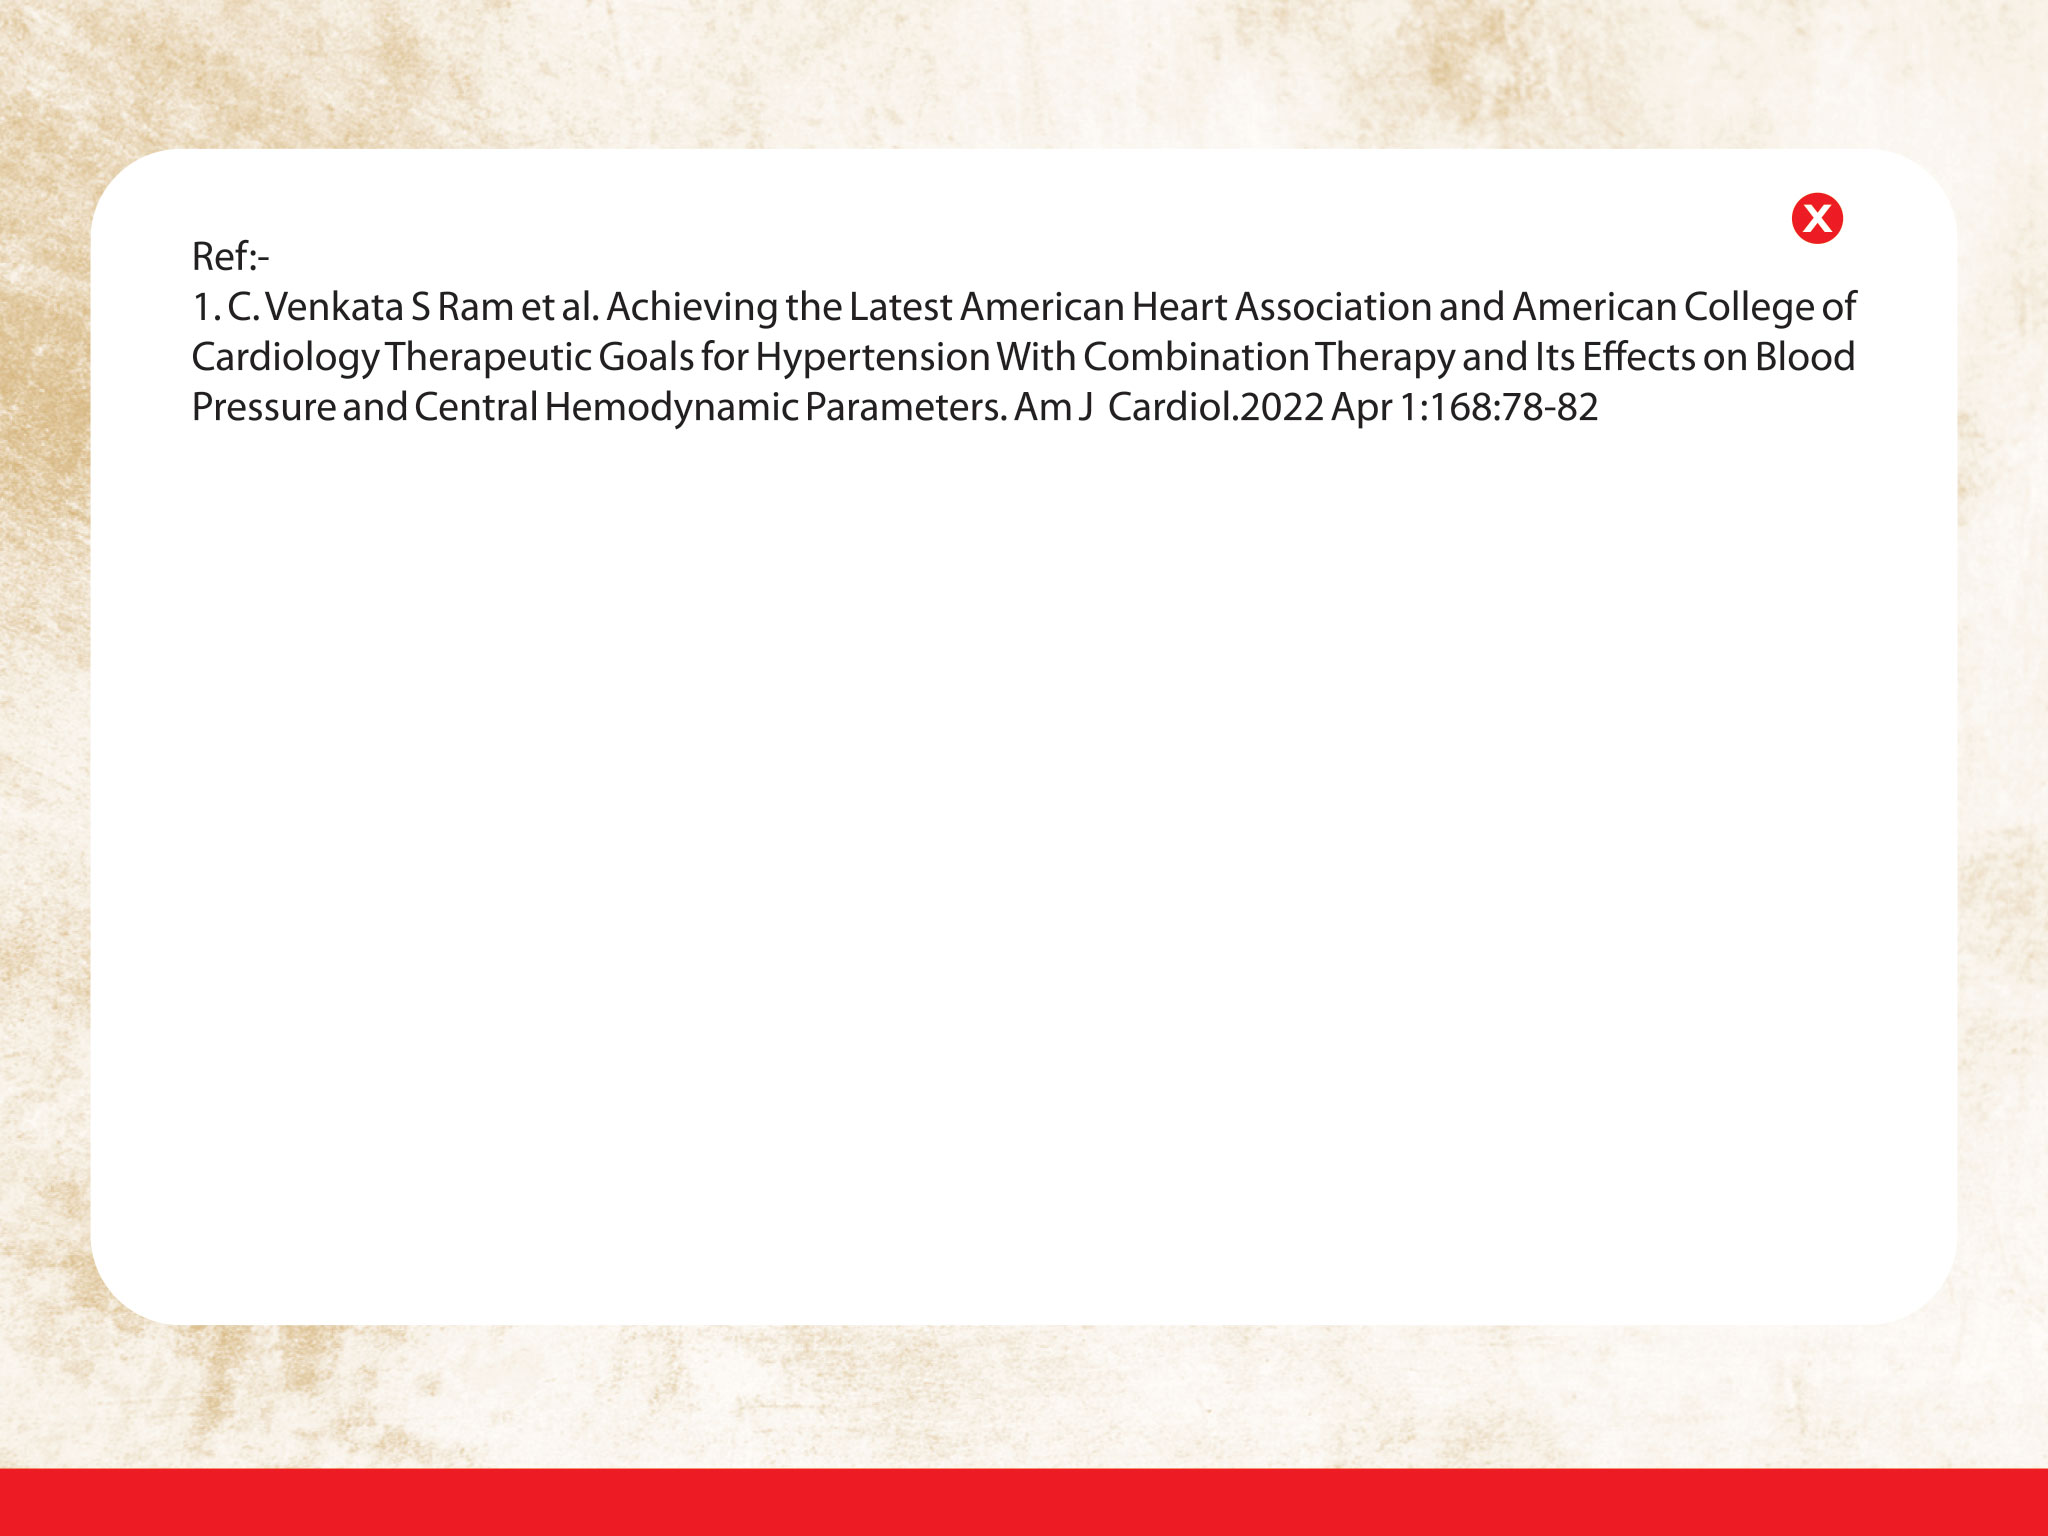 X
Ref:-
1. C. Venkata S Ram et al. Achieving the Latest American Heart Association and American College of
Cardiology Therapeutic Goals for Hypertension With Combination Therapy and Its Effects on Blood
Pressure and Central Hemodynamic Parameters. Am J  Cardiol.2022 Apr 1:168:78-82